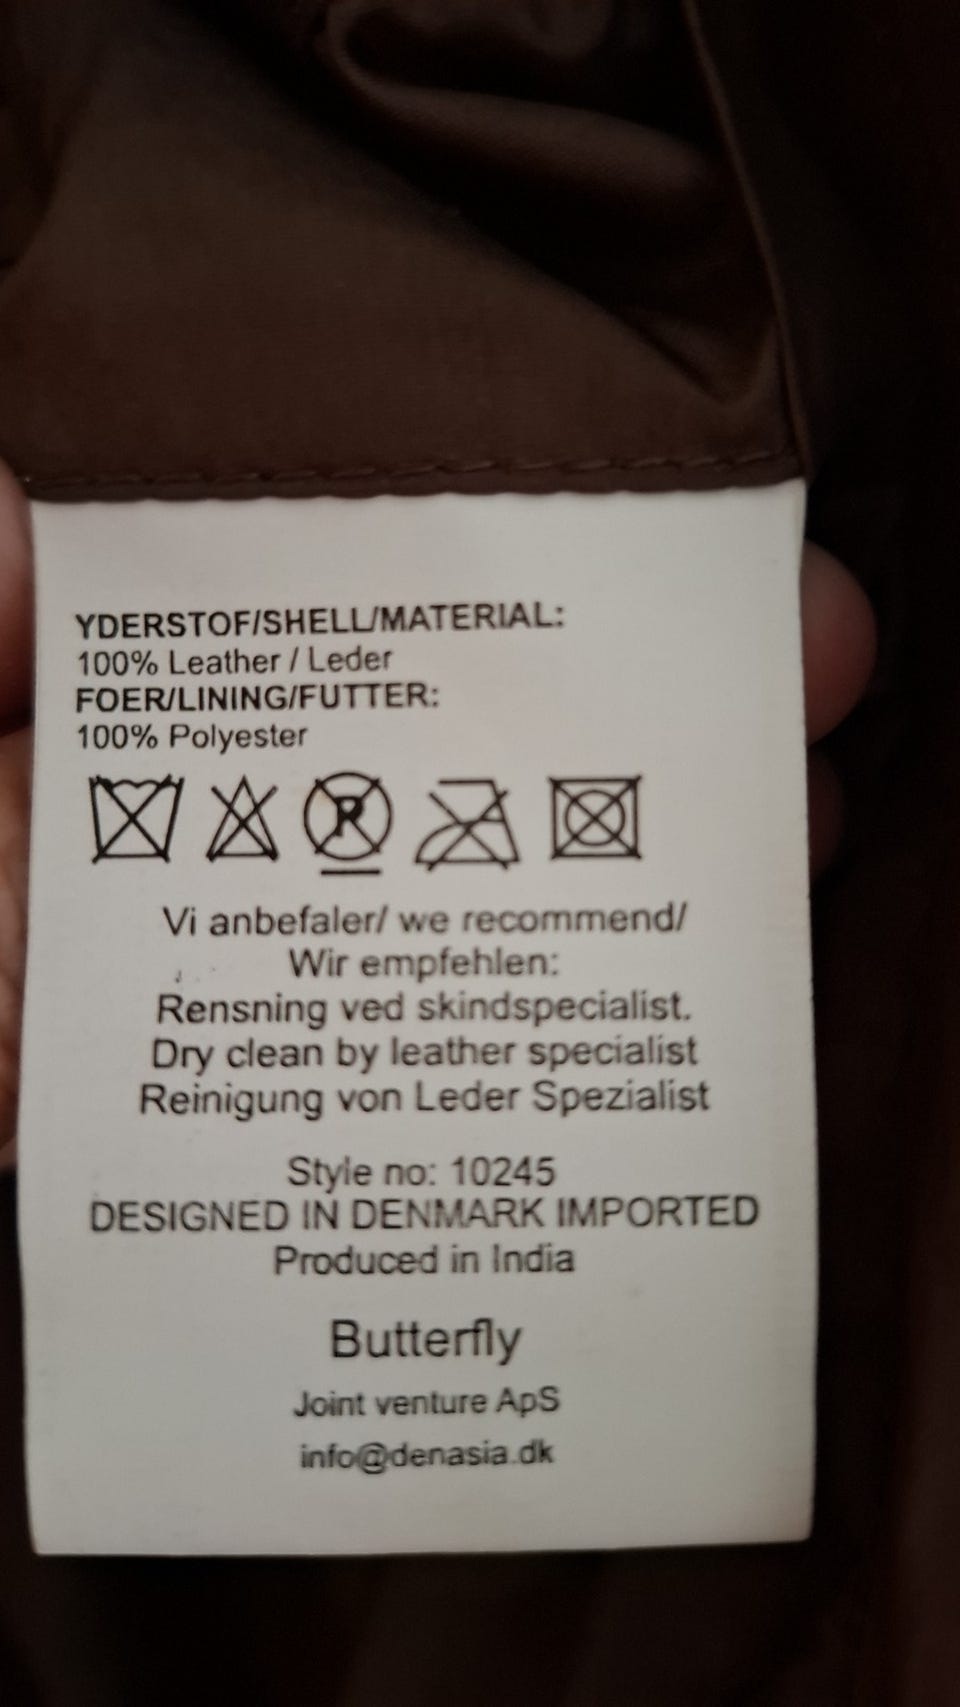 YDERSTOF/SHELL/MATERIAL:
100% Leather / Leder
FOER/LINING/FUTTER:
100% Polyester
P
Vi anbefaler/ we recommend/
Wir empfehlen:
Rensning ved skindspecialist.
Dry clean by leather specialist
Reinigung von Leder Spezialist
Style no: 10245
DESIGNED IN DENMARK IMPORTED
Produced in India
Butterfly
Joint venture ApS
info@denasia.dk